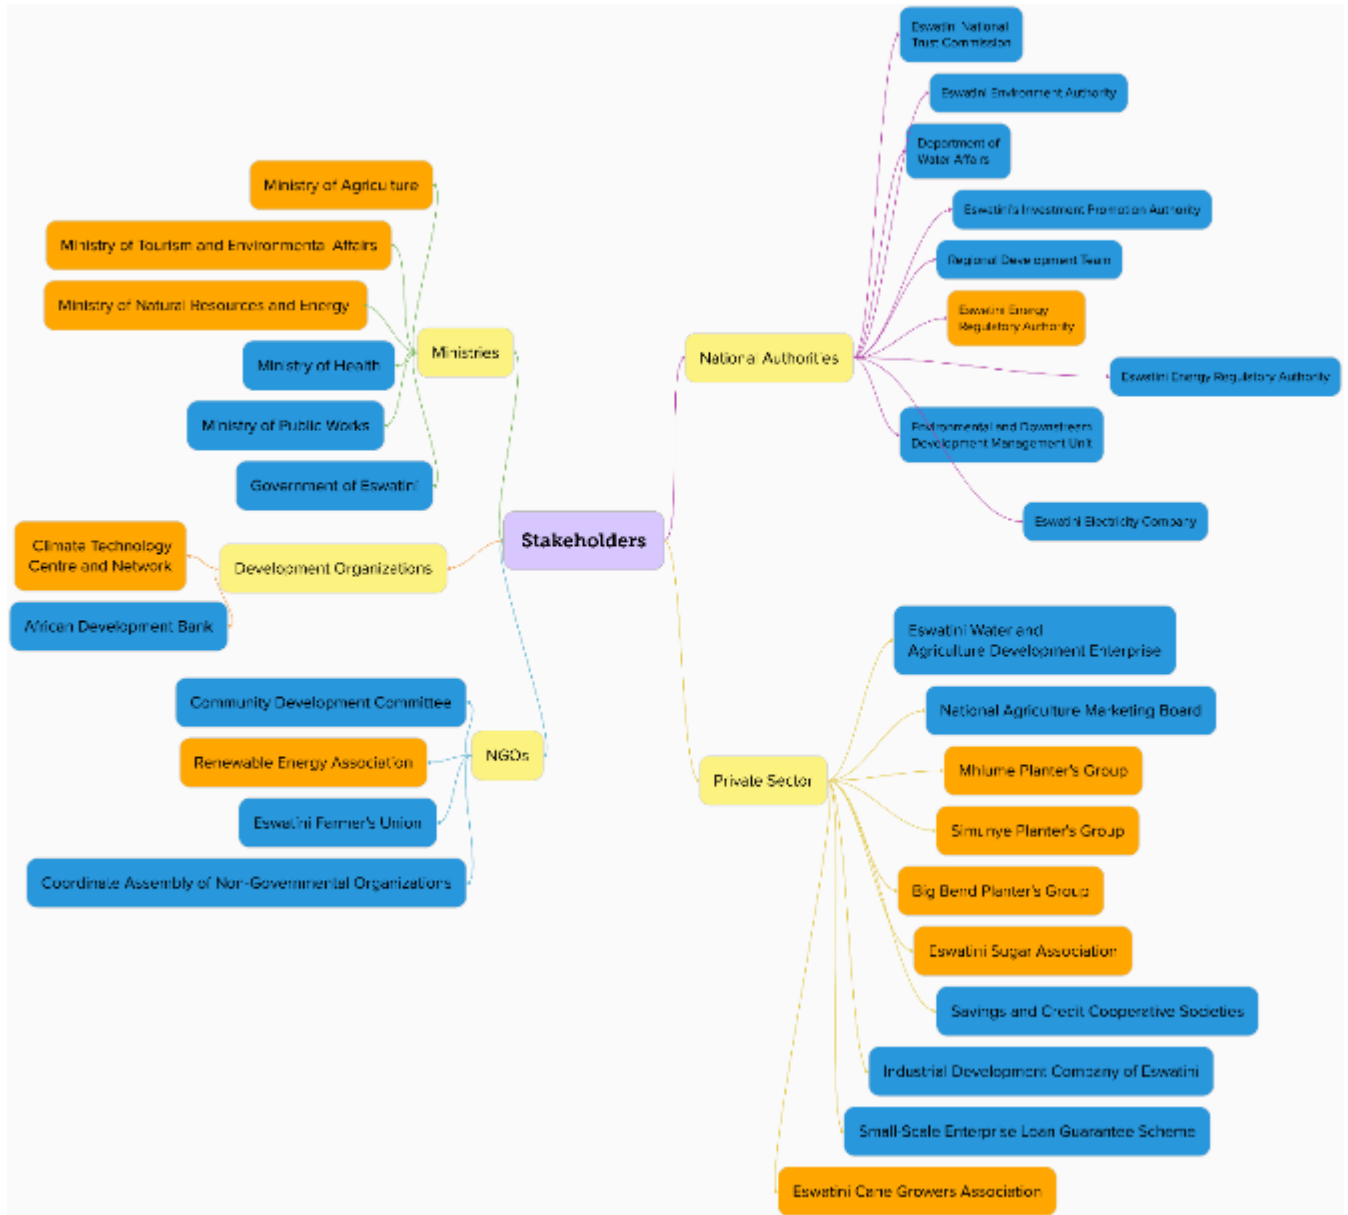 Stakeholders
Ministries
Ministry of Agriculture
Ministry of Tourism and Environmental Affairs
Ministry of Natural Resources and Energy
Ministry of Health
Ministry of Public Works
Government of Eswatini
Development Organizations
Climate Technology
Centre and Network
African Development Bank
NGOs
Community Development Committee
Renewable Energy Association
Eswatini Farmer's Union
Coordinate Assembly of Non-Governmental Organizations
National Authorities
Eswatini National
Trust Commission
Eswatini Environment Authority
Department of
Water Affairs
Eswatini's Investment Promotion Authority
Regional Development Team
Eswatini Energy
Regulatory Authority
Eswatini Energy Regulatory Authority
Environmental and Downstream
Development Management Unit
Eswatini Electricity Company
Private Sector
Eswatini Water and
Agriculture Development Enterprise
National Agriculture Marketing Board
Mhlume Planter's Group
Simunye Planter's Group
Big Bend Planter's Group
Eswatini Sugar Association
Savings and Credit Cooperative Societies
Industrial Development Company of Eswatini
Small-Scale Enterprise Loan Guarantee Scheme
Eswatini Cane Growers Association